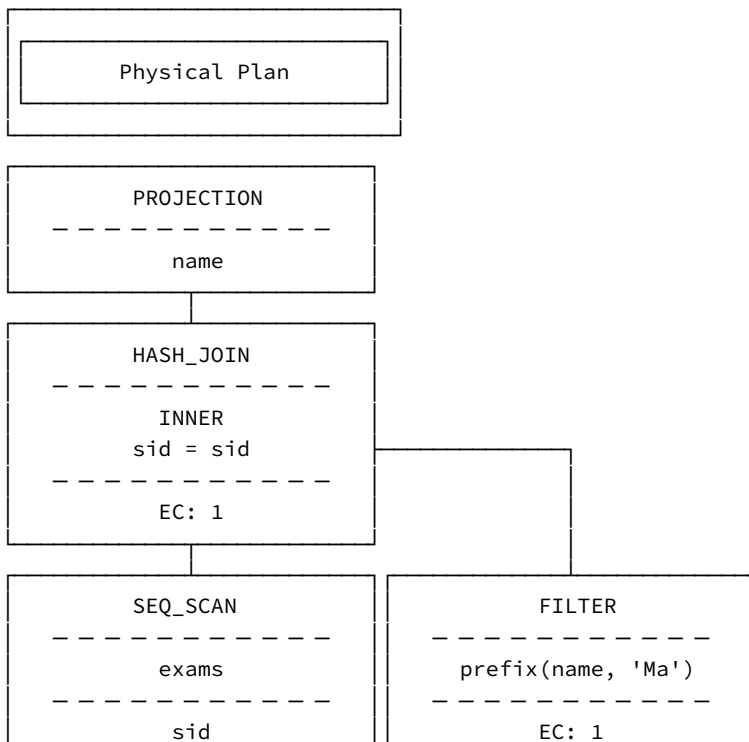 Physical Plan
PROJECTION
name
HASH_JOIN
INNER
sid = sid
EC: 1
SEQ_SCAN
exams
sid
FILTER
prefix(name, 'Ma')
EC: 1